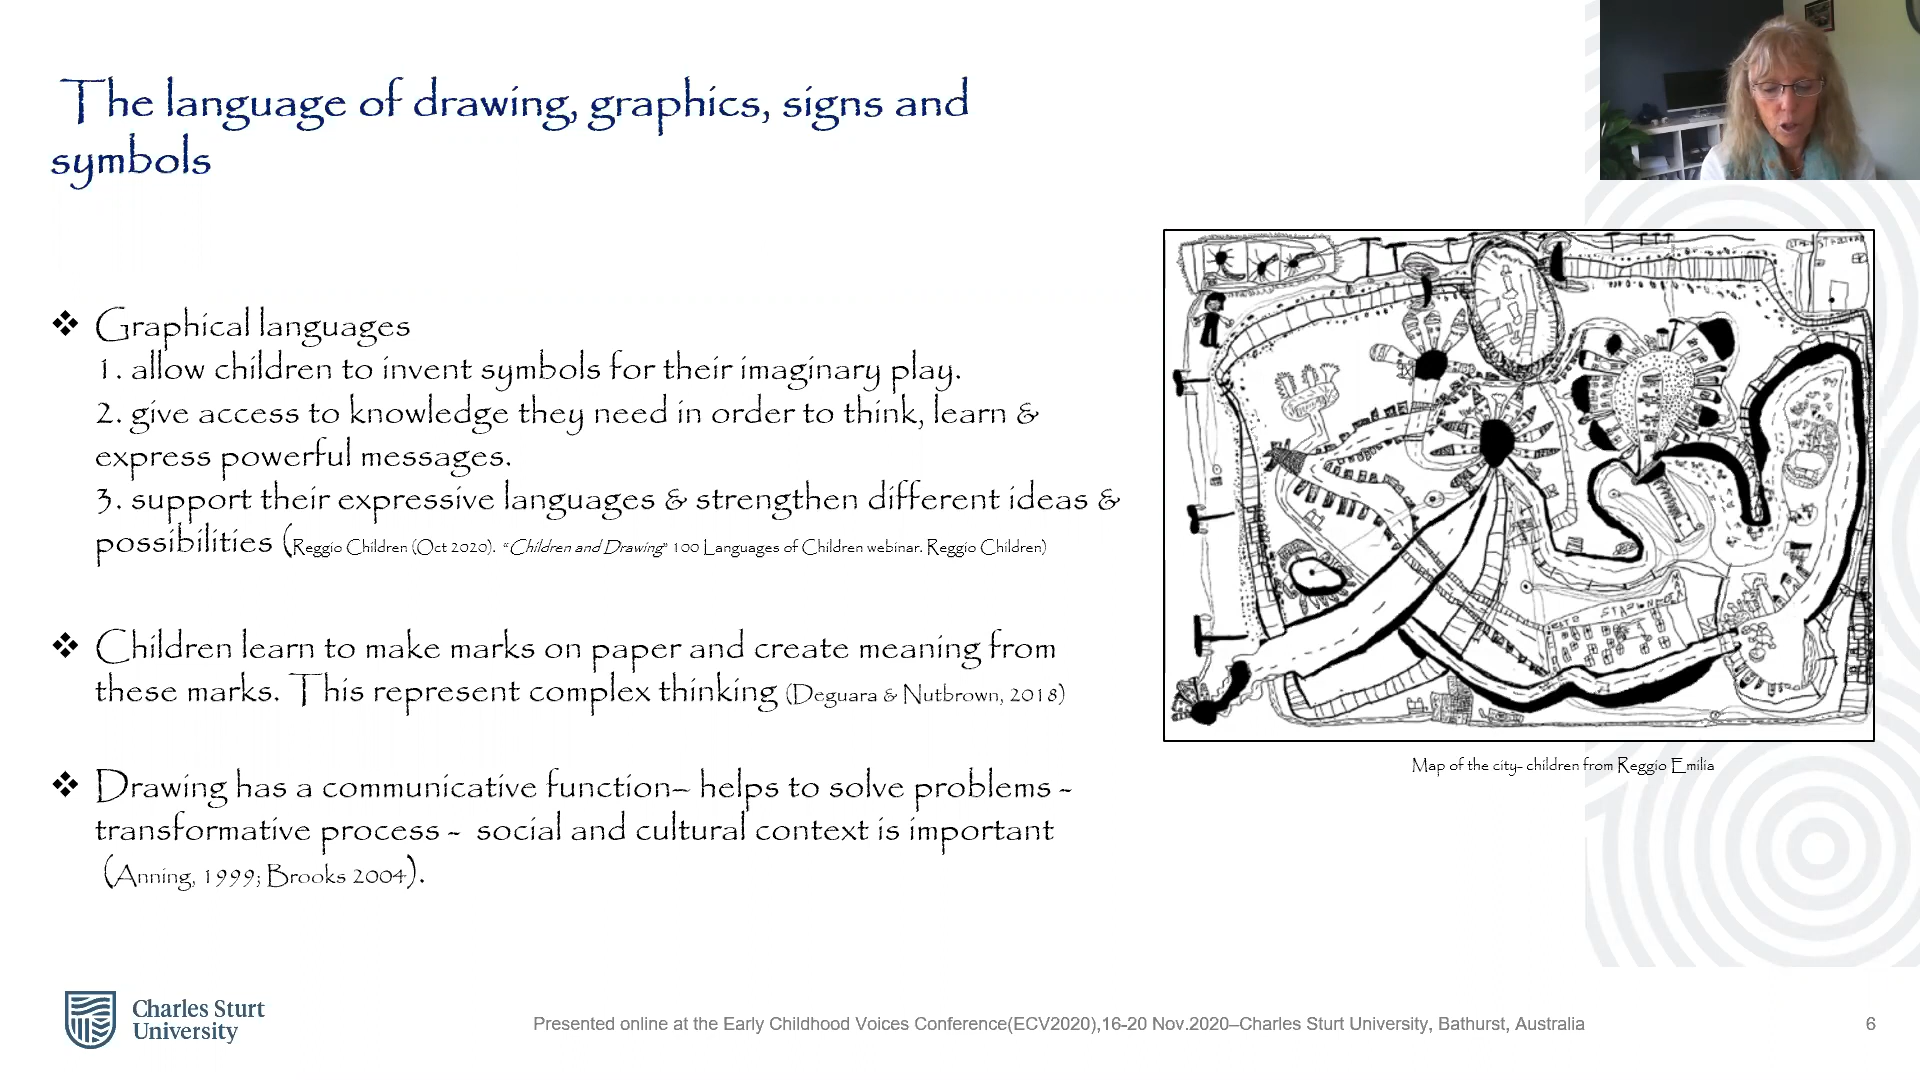 The language of drawing, graphics, signs and
symbols
❖ Graphical languages
1. allow children to invent symbols for their imaginary play.
2. give access to knowledge they need in order to think, learn &
express powerful messages.
3. support their expressive languages & strengthen different ideas &
possibilities (Reggio Children (Oct 2020). "Children and Drawing" 100 Languages of Children webinar. Reggio Children)
❖ Children learn to make marks on paper and create meaning from
these marks. This represent complex thinking (Deguara & Nutbrown, 2018)
❖ Drawing has a communicative function– helps to solve problems -
transformative process - social and cultural context is important
(Anning, 1999; Brooks 2004).
Map of the city- children from Reggio Emilia
Charles Sturt
University
Presented online at the Early Childhood Voices Conference(ECV2020),16-20 Nov.2020–Charles Sturt University, Bathurst, Australia
6